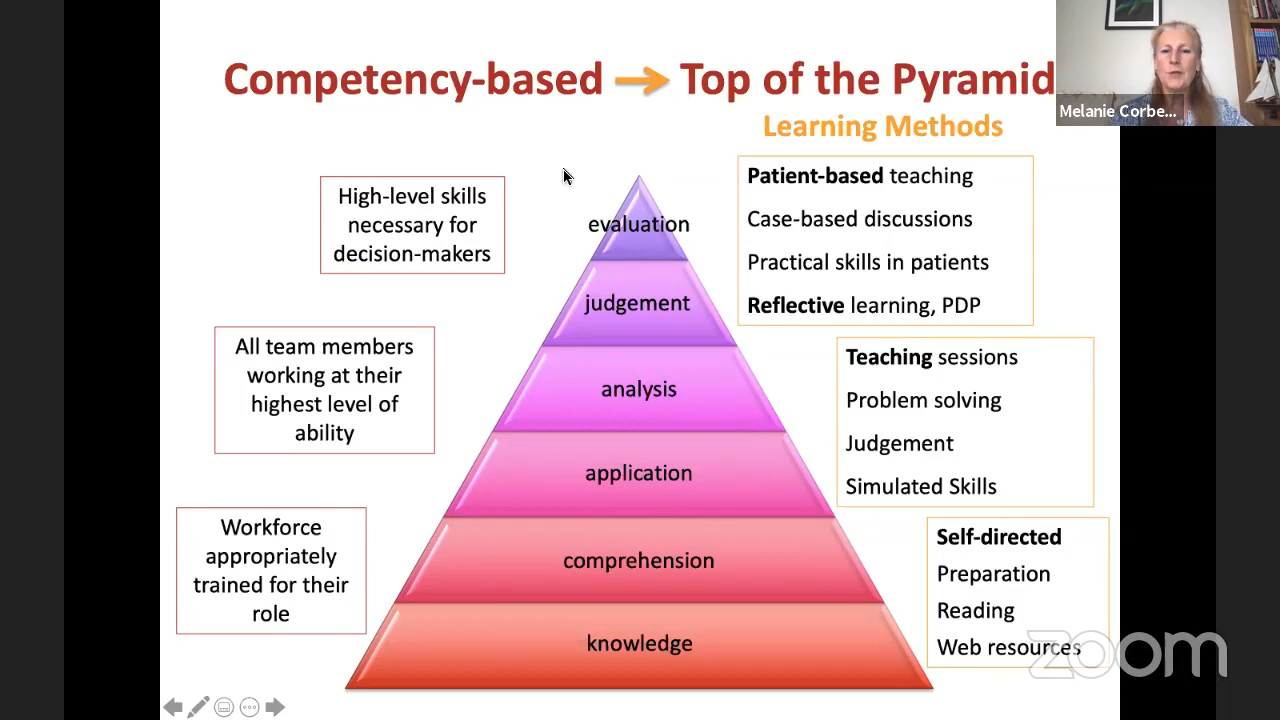 Competency-based → Top of the Pyramid
Learning Methods
Melanie Corbe...
High-level skills
necessary for
decision-makers
All team members
working at their
highest level of
ability
Workforce
appropriately
trained for their
role
evaluation
judgement
analysis
application
comprehension
knowledge
Patient-based teaching
Case-based discussions
Practical skills in patients
Reflective learning, PDP
Teaching sessions
Problem solving
Judgement
Simulated Skills
Self-directed
Preparation
Reading
Web resources
zoom